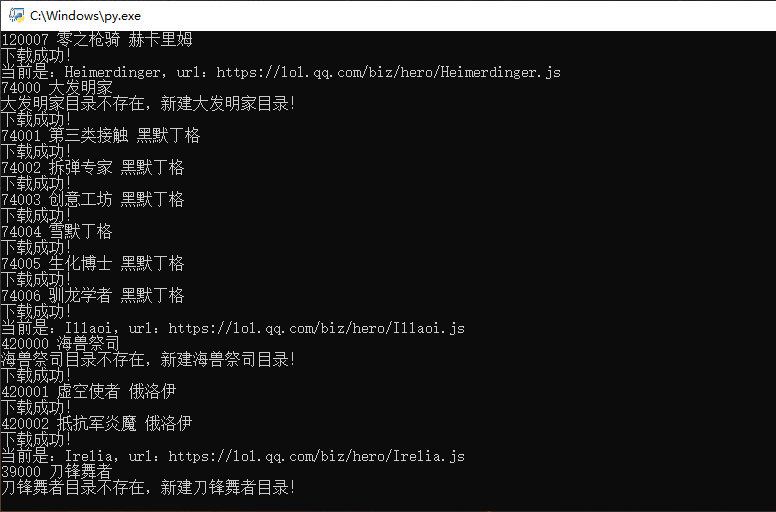 C:\Windows\py.exe
120007 零之枪骑 赫卡里姆
下载成功!
当前是: Heimerdinger, url: https://lol.qq.com/biz/hero/Heimerdinger.js
74000 大发明家
大发明家目录不存在, 新建大发明家目录!
下载成功!
74001 第三类接触 黑默丁格
下载成功!
74002 拆弹专家 黑默丁格
下载成功!
74003 创意工坊 黑默丁格
下载成功!
74004 雪默丁格
下载成功!
74005 生化博士 黑默丁格
下载成功!
74006 驯龙学者 黑默丁格
下载成功!
当前是: Illaoi, url: https://lol.qq.com/biz/hero/Illaoi.js
420000 海兽祭司
海兽祭司目录不存在, 新建海兽祭司目录!
下载成功!
420001 虚空使者 俄洛伊
下载成功!
420002 抵抗军炎魔 俄洛伊
下载成功!
当前是: Irelia, url: https://lol.qq.com/biz/hero/Irelia.js
39000 刀锋舞者
刀锋舞者目录不存在, 新建刀锋舞者目录!